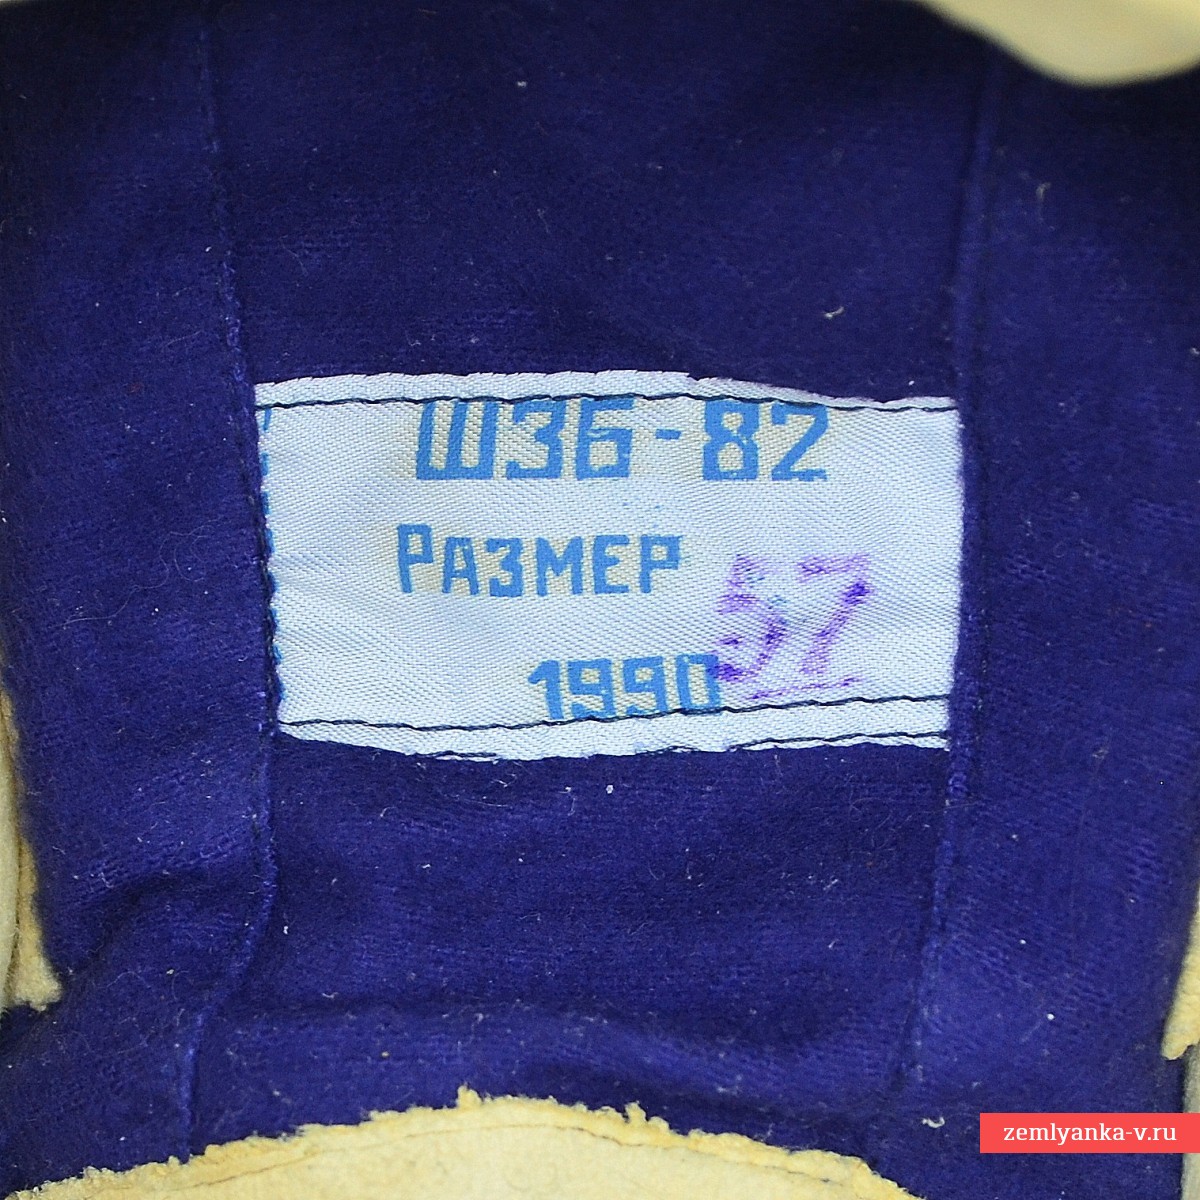 ШЗБ-82
РАЗМЕР 57
1990
zemlyanka-v.ru